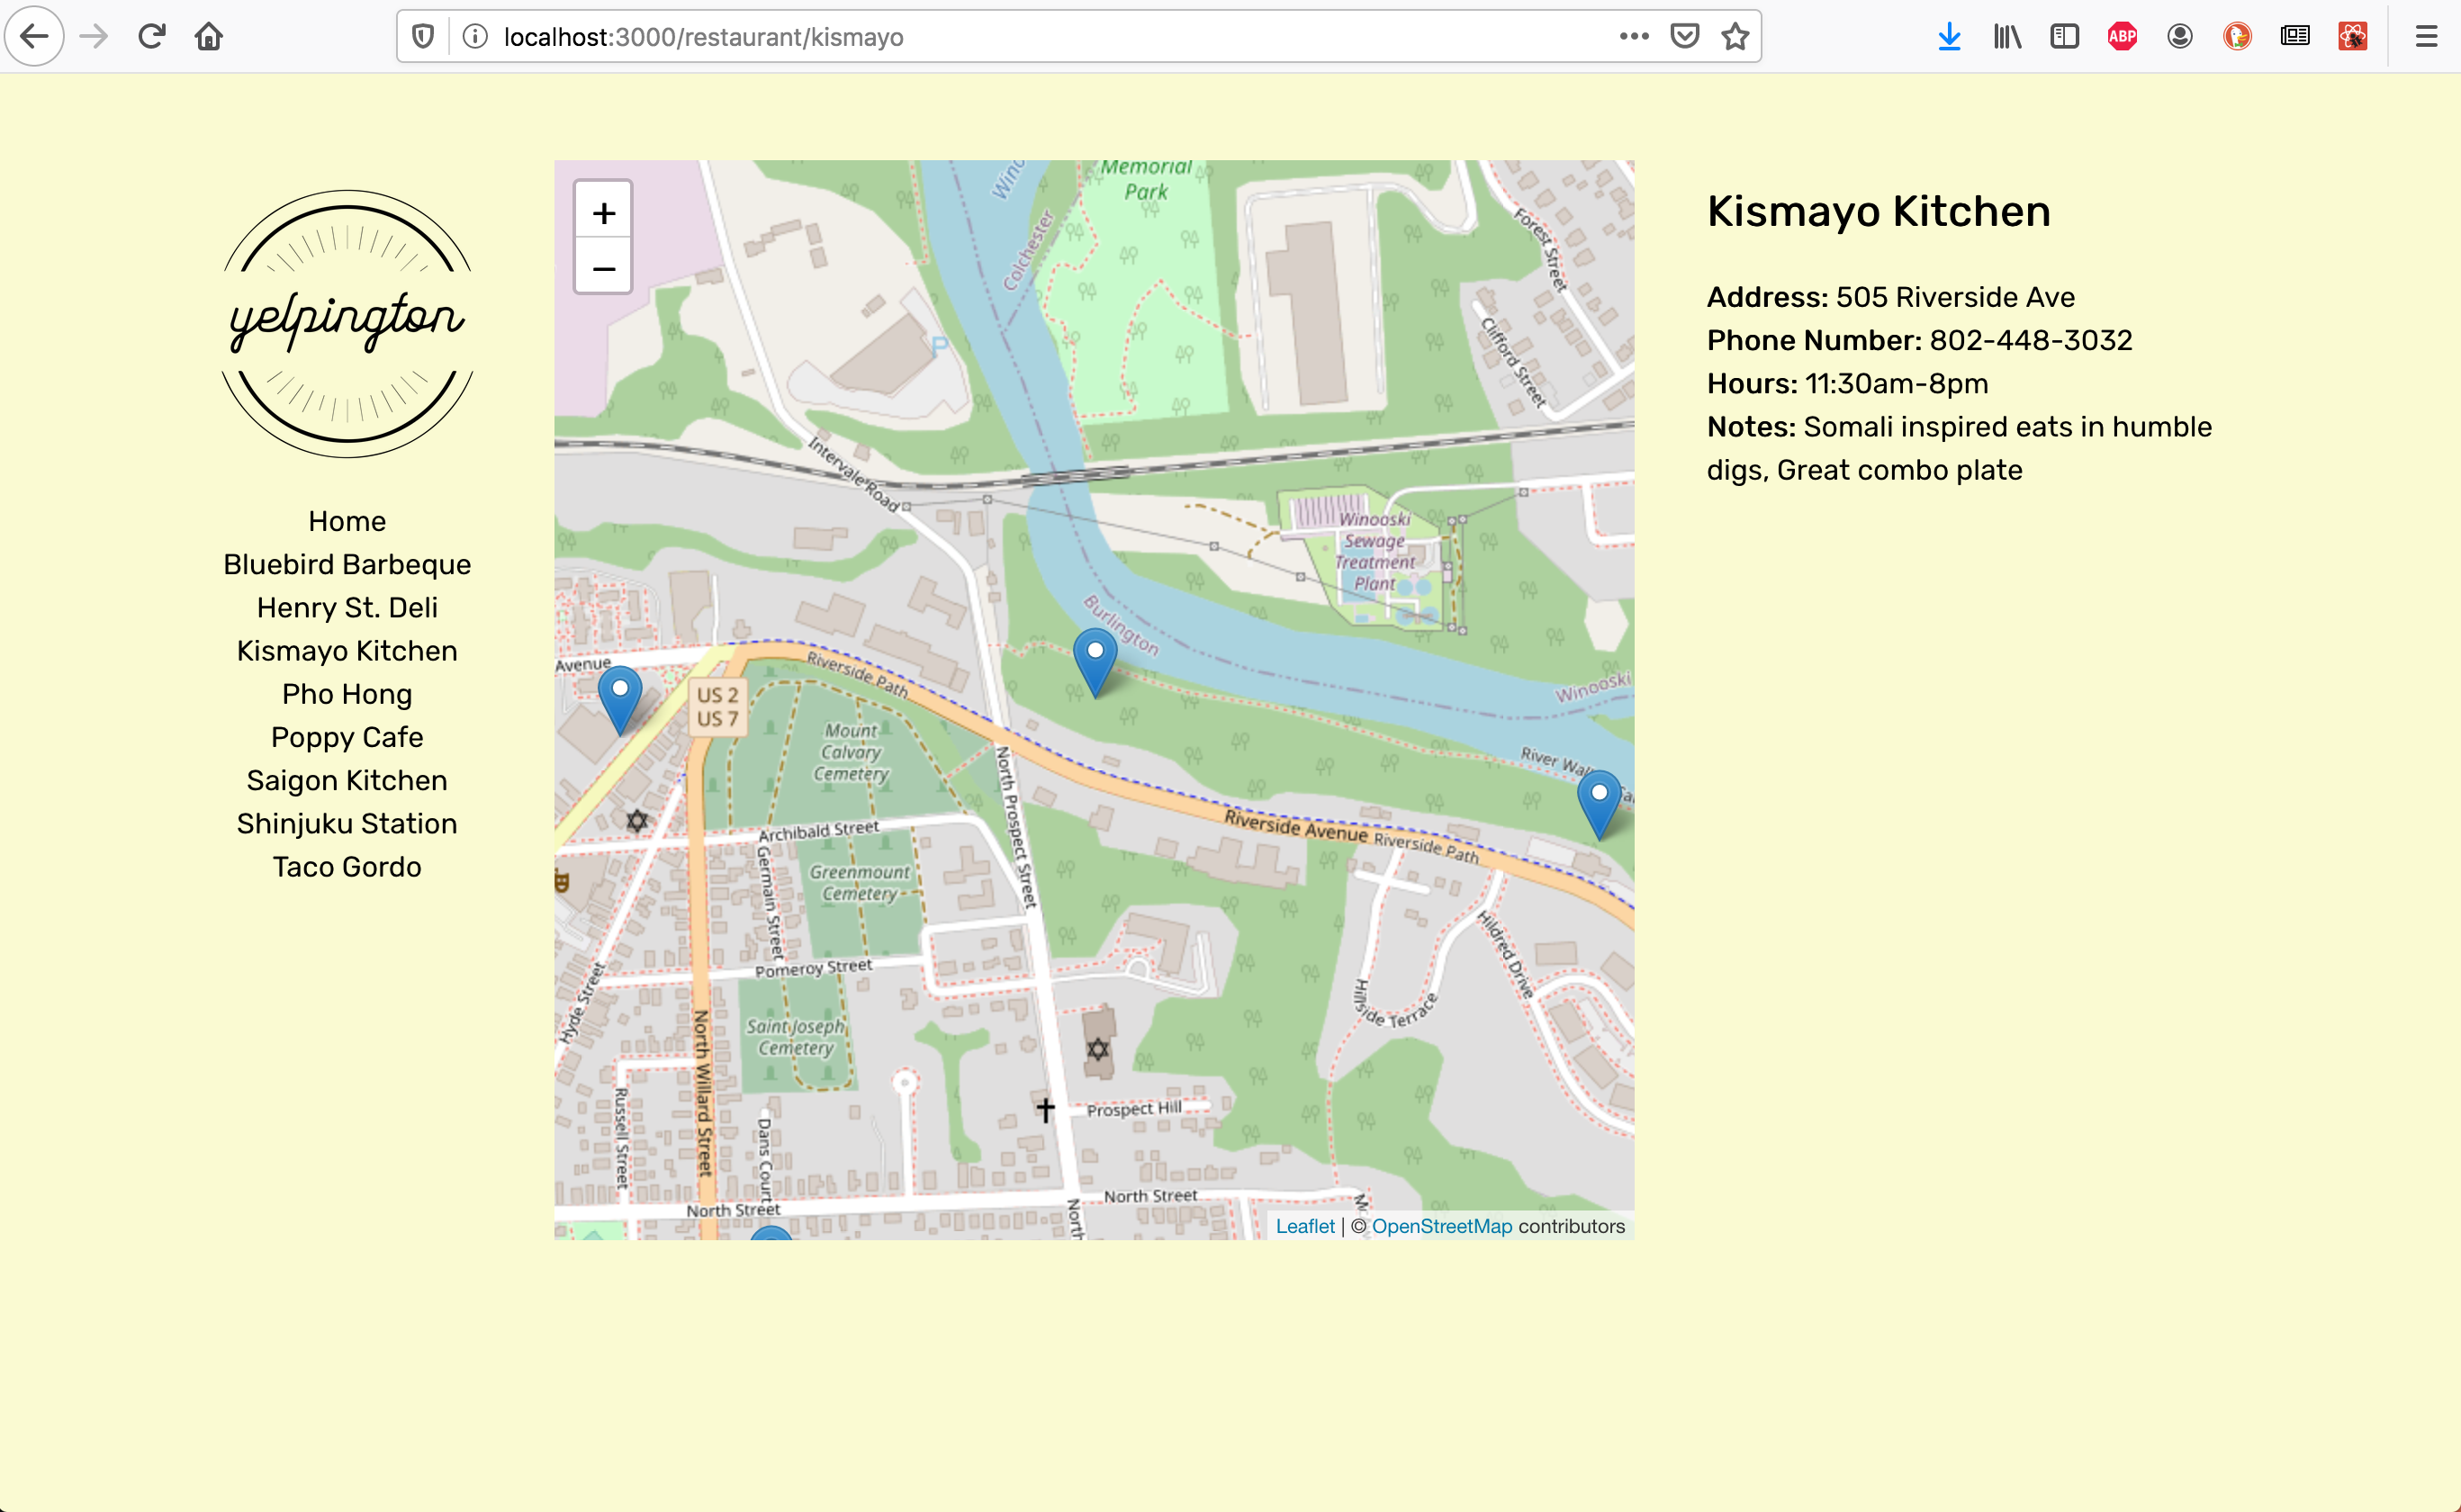 localhost:3000/restaurant/kismayo
ABP
yelpington
Home
Bluebird Barbeque
Henry St. Deli
Kismayo Kitchen
Pho Hong
Poppy Cafe
Saigon Kitchen
Shinjuku Station
Taco Gordo
+
−
Memorial
Park
Colchester
Forest Street
Clifford Street
P
Intervale Road
Winooski
Sewage
Treatment
Plant
Burlington
Winooski
Avenue
Riverside Path
US 2
US 7
Mount
Calvary
Cemetery
North Prospect Street
Archibald Street
Germain Street
Greenmount
Cemetery
Riverside Avenue
Riverside Path
Pomeroy Street
Hyde Street
Hillside Terrace
Hildred Drive
Saint Joseph
Cemetery
North Willard Street
Russell Street
Dans Court
Prospect Hill
North Street
North Street
North
Leaflet | © OpenStreetMap contributors
Kismayo Kitchen
Address: 505 Riverside Ave
Phone Number: 802-448-3032
Hours: 11:30am-8pm
Notes: Somali inspired eats in humble
digs, Great combo plate